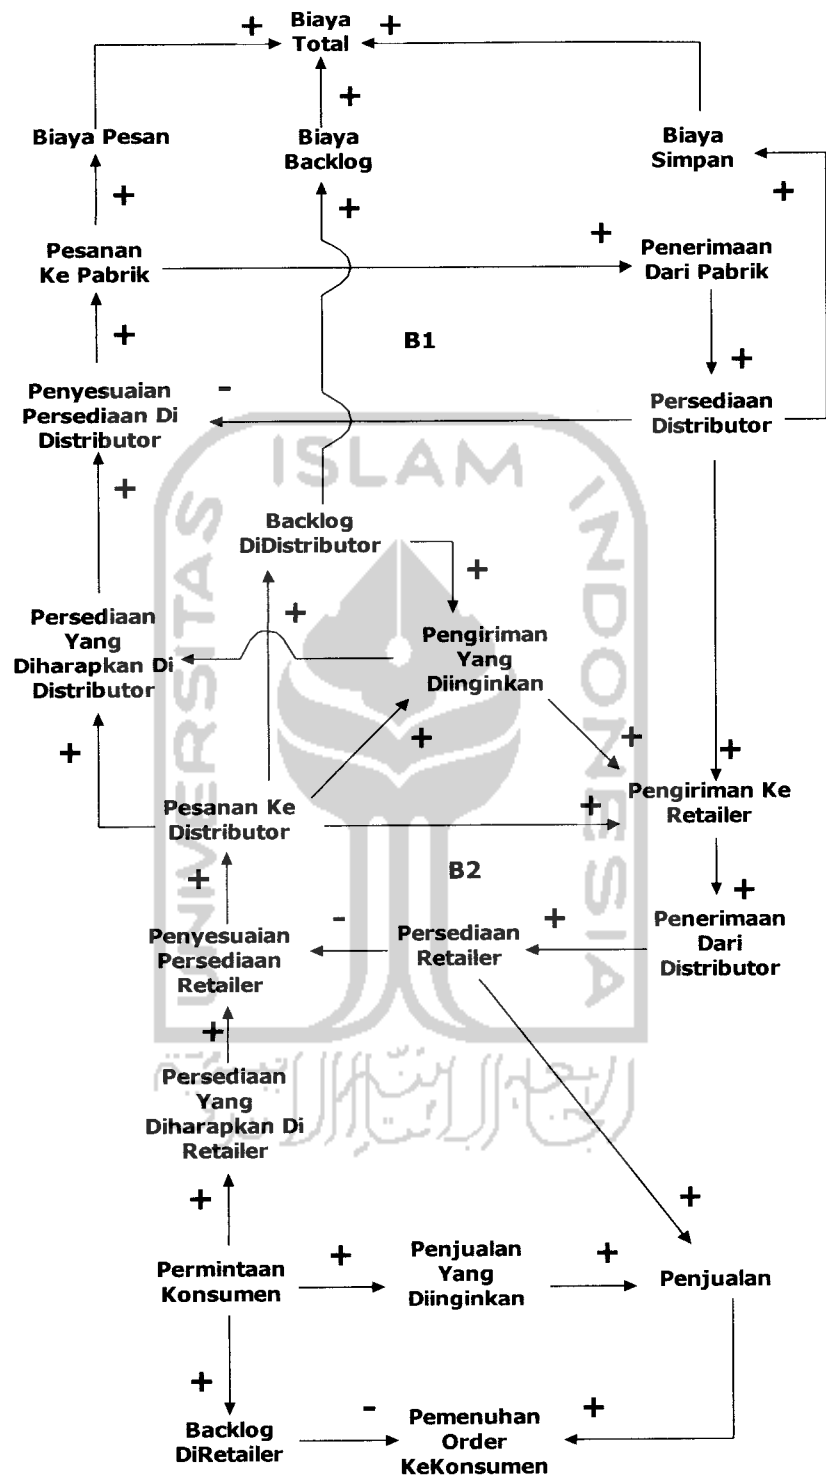 Biaya
Total
+
+
+
Biaya Pesan
Biaya
Backlog
Biaya
Simpan
+
+
+
Pesanan
Ke Pabrik
+
Penerimaan
Dari Pabrik
+
B1
+
Penyesuaian
Persediaan Di
Distributor
-
Persediaan
Distributor
+
ISLAM
UNIVERSITAS
INDONESIA
Backlog
DiDistributor
+
+
Persediaan
Yang
Diharapkan Di
Distributor
Pengiriman
Yang
Diinginkan
+
+
+
+
Pesanan Ke
Distributor
+
Pengiriman Ke
Retailer
B2
+
+
Penyesuaian
Persediaan
Retailer
-
Persediaan
Retailer
+
Penerimaan
Dari
Distributor
+
Persediaan
Yang
Diharapkan Di
Retailer
+
+
Permintaan
Konsumen
+
Penjualan
Yang
Diinginkan
+
Penjualan
+
Backlog
DiRetailer
-
Pemenuhan
Order
KeKonsumen
+